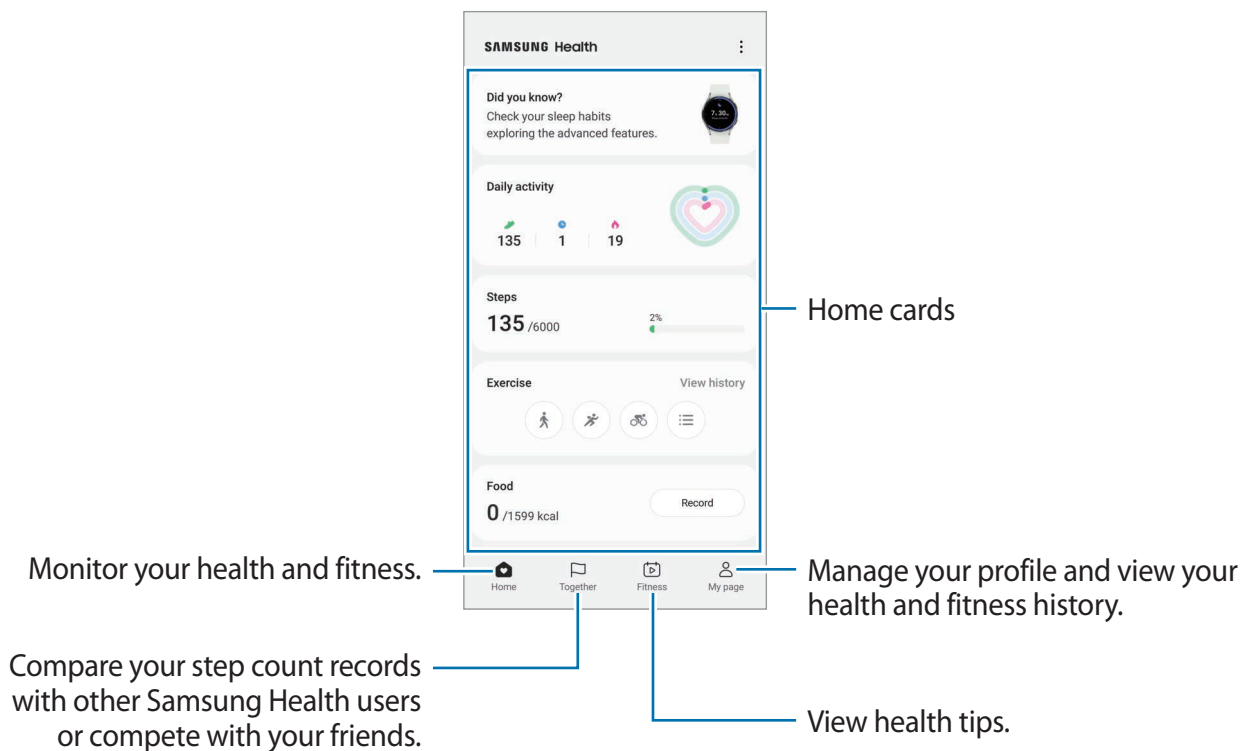 SAMSUNG Health
Did you know?
Check your sleep habits
exploring the advanced features.
7h 30m
Daily activity
135 1 19
Steps
135 /6000
2%
Home cards
Exercise
View history
Food
0 /1599 kcal
Record
Monitor your health and fitness.
Home
Together
Fitness
My page
Manage your profile and view your
health and fitness history.
Compare your step count records
with other Samsung Health users
or compete with your friends.
View health tips.